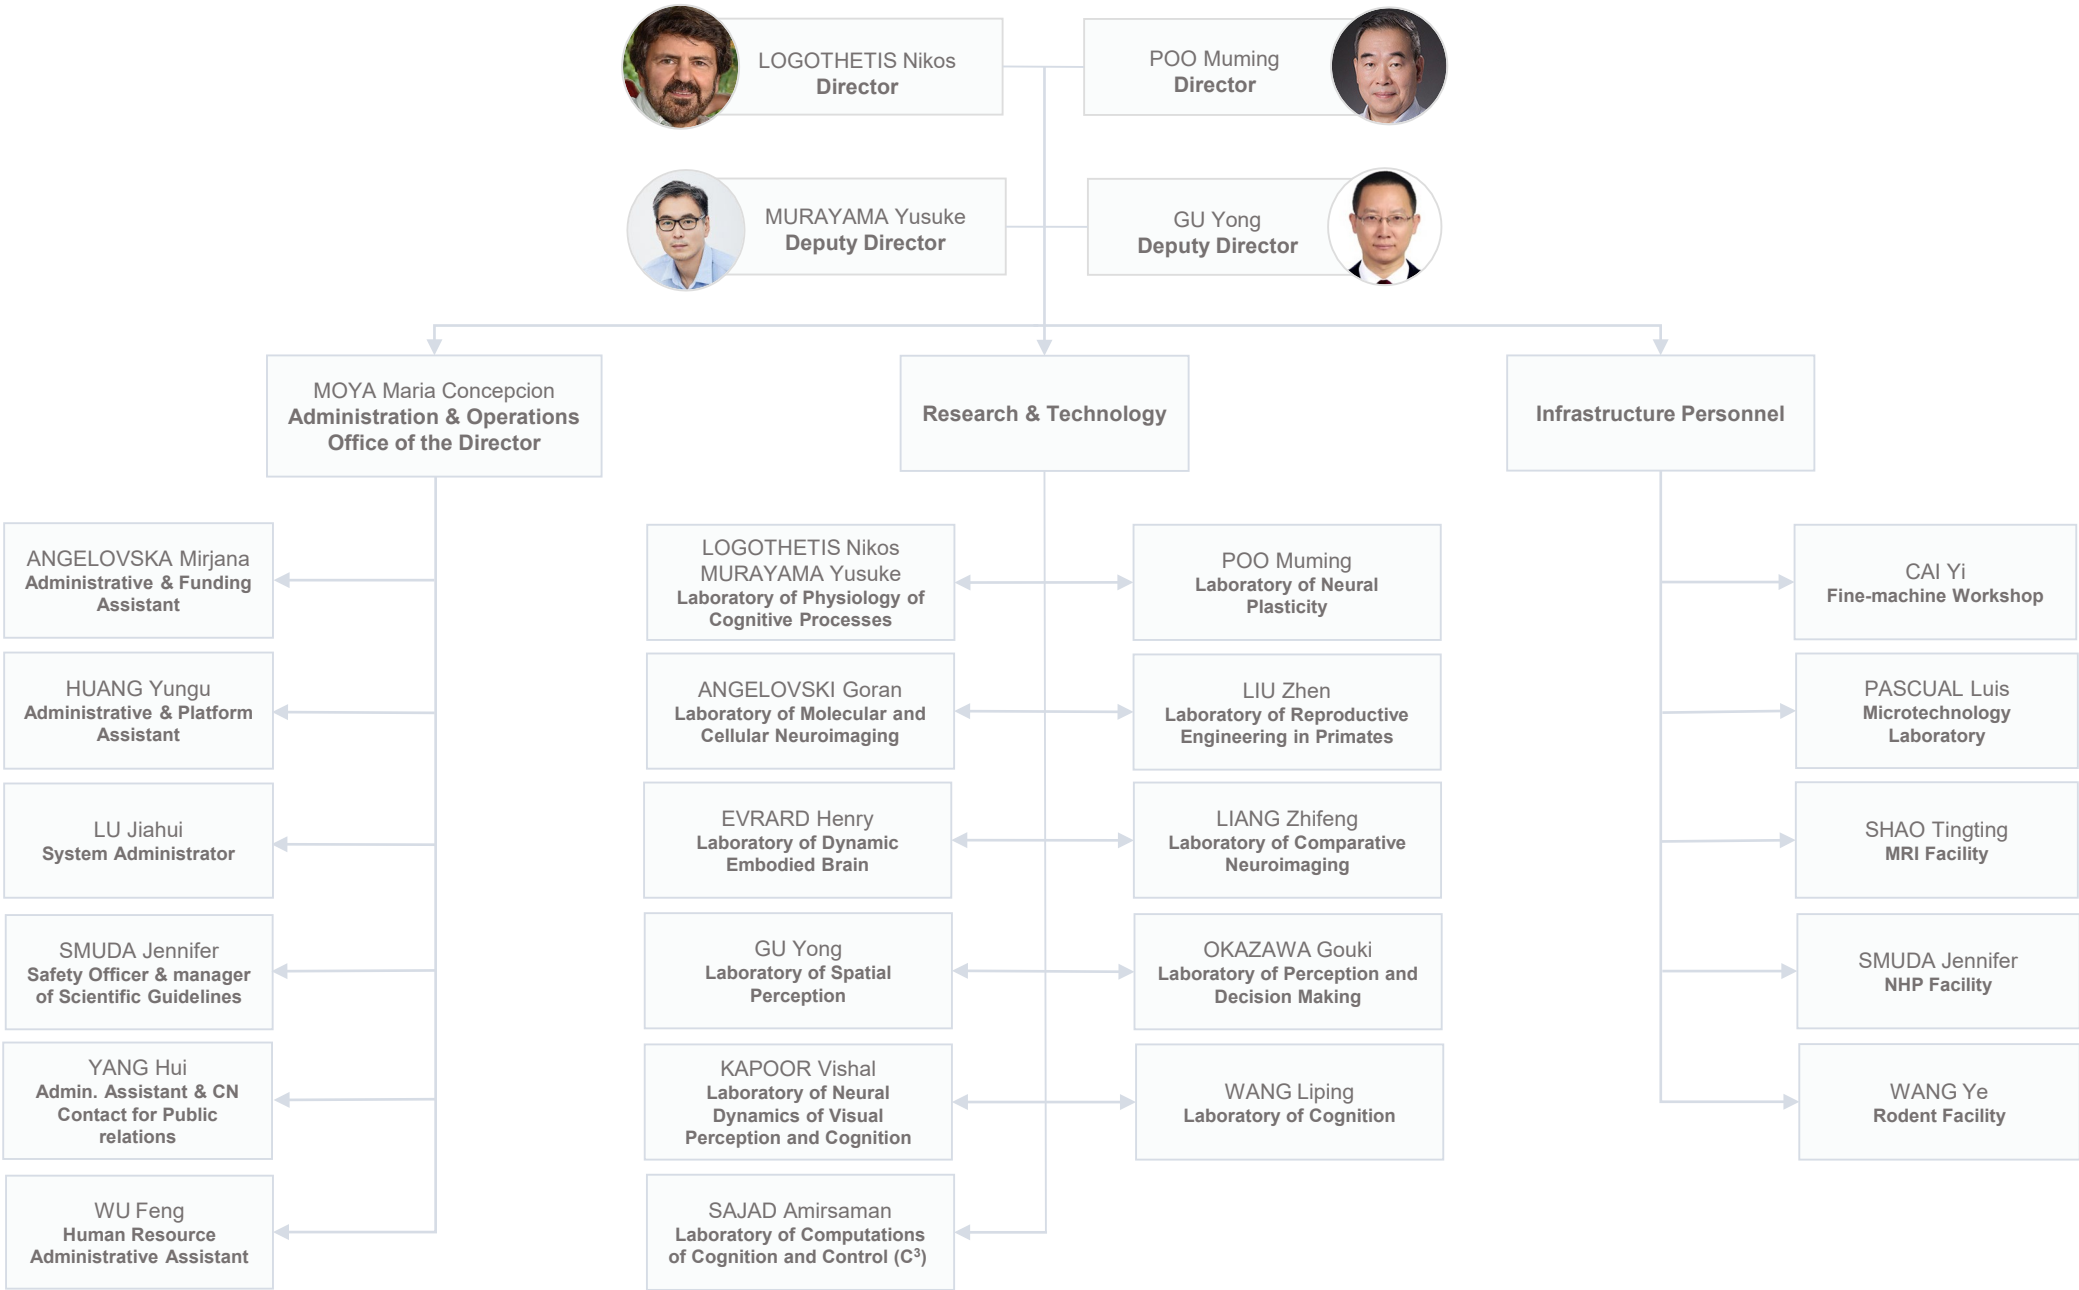 LOGOTHETIS Nikos
Director
POO Muming
Director
MURAYAMA Yusuke
Deputy Director
GU Yong
Deputy Director
MOYA Maria Concepcion
Administration & Operations
Office of the Director
Research & Technology
Infrastructure Personnel
ANGELOVSKA Mirjana
Administrative & Funding
Assistant
HUANG Yungu
Administrative & Platform
Assistant
LU Jiahui
System Administrator
SMUDA Jennifer
Safety Officer & manager
of Scientific Guidelines
YANG Hui
Admin. Assistant & CN
Contact for Public
relations
WU Feng
Human Resource
Administrative Assistant
LOGOTHETIS Nikos
MURAYAMA Yusuke
Laboratory of Physiology of
Cognitive Processes
POO Muming
Laboratory of Neural
Plasticity
ANGELOVSKI Goran
Laboratory of Molecular and
Cellular Neuroimaging
LIU Zhen
Laboratory of Reproductive
Engineering in Primates
EVRARD Henry
Laboratory of Dynamic
Embodied Brain
LIANG Zhifeng
Laboratory of Comparative
Neuroimaging
GU Yong
Laboratory of Spatial
Perception
OKAZAWA Gouki
Laboratory of Perception and
Decision Making
KAPOOR Vishal
Laboratory of Neural
Dynamics of Visual
Perception and Cognition
WANG Liping
Laboratory of Cognition
SAJAD Amirsaman
Laboratory of Computations
of Cognition and Control (C³)
CAI Yi
Fine-machine Workshop
PASCUAL Luis
Microtechnology
Laboratory
SHAO Tingting
MRI Facility
SMUDA Jennifer
NHP Facility
WANG Ye
Rodent Facility